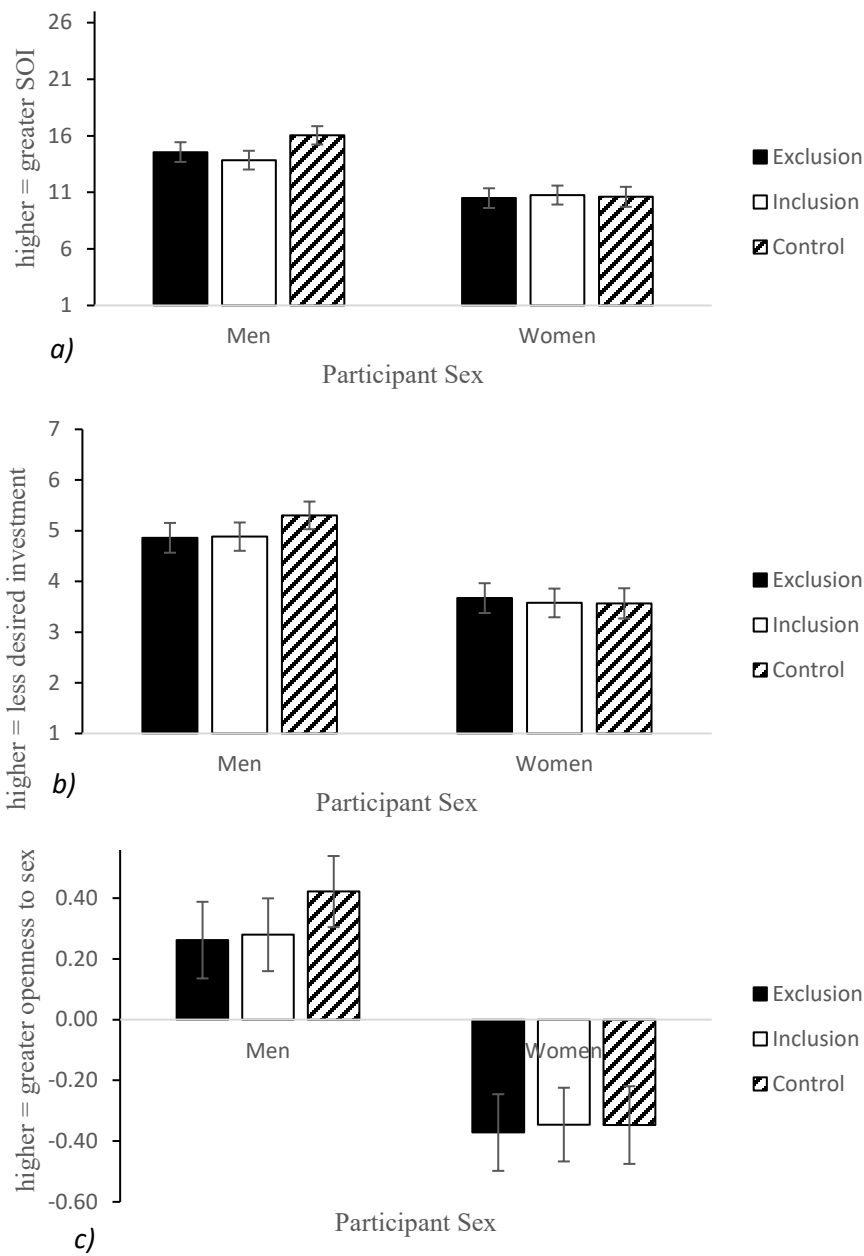 higher = greater SOI
26
21
16
11
6
1
Men
Women
Exclusion
Inclusion
Control
a)
Participant Sex
higher = less desired investment
7
6
5
4
3
2
1
Men
Women
Exclusion
Inclusion
Control
b)
Participant Sex
higher = greater openness to sex
0.40
0.20
0.00
-0.20
-0.40
-0.60
Men
Women
Exclusion
Inclusion
Control
c)
Participant Sex